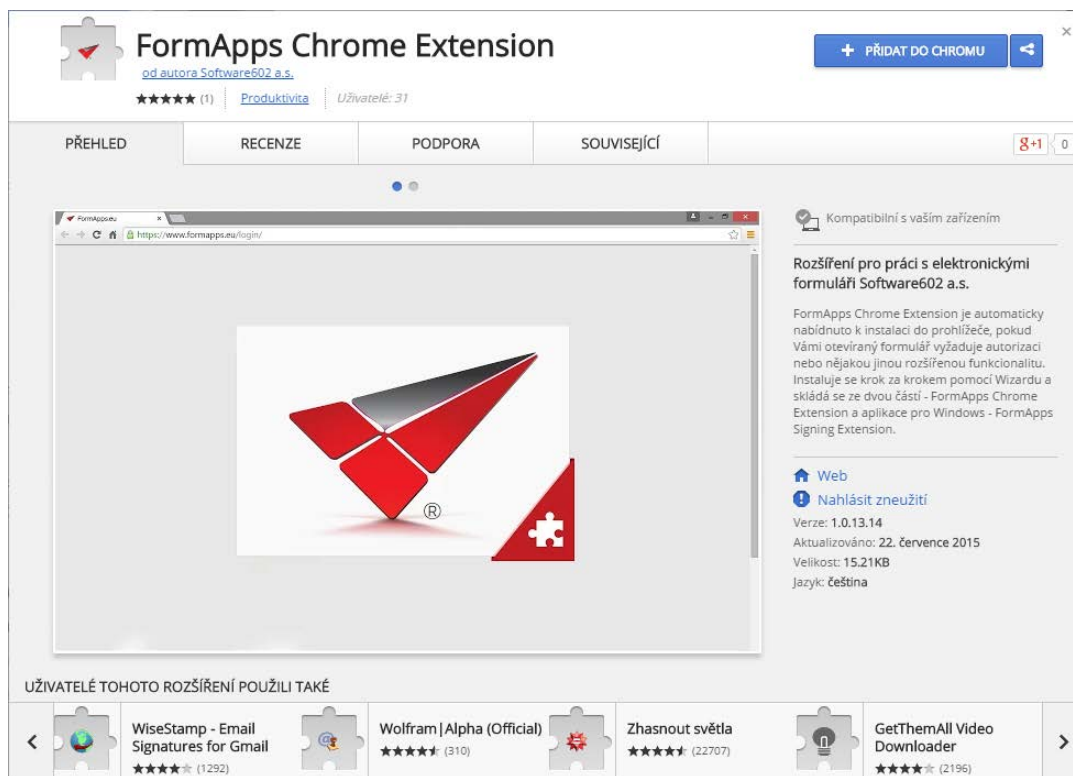 FormApps Chrome Extension
od autora Software602 a.s.
(1) Produktivita Uživatelé: 31
+ PŘIDAT DO CHROMU
PŘEHLED RECENZE PODPORA SOUVISEJÍCÍ
g+1 0
FormApps.eu
https://www.formapps.eu/login/
®
Kompatibilní s vaším zařízením
Rozšíření pro práci s elektronickými
formuláři Software602 a.s.
FormApps Chrome Extension je automaticky
nabídnuto k instalaci do prohlížeče, pokud
Vámi otevíraný formulář vyžaduje autorizaci
nebo nějakou jinou rozšířenou funkcionalitu.
Instaluje se krok za krokem pomocí Wizardu a
skládá se ze dvou částí - FormApps Chrome
Extension a aplikace pro Windows - FormApps
Signing Extension.
Web
Nahlásit zneužití
Verze: 1.0.13.14
Aktualizováno: 22. července 2015
Velikost: 15.21KB
Jazyk: čeština
UŽIVATELÉ TOHOTO ROZŠÍŘENÍ POUŽILI TAKÉ
WiseStamp - Email
Signatures for Gmail
(1292)
Wolfram|Alpha (Official)
(310)
Zhasnout světla
(22707)
GetThemAll Video
Downloader
(2196)